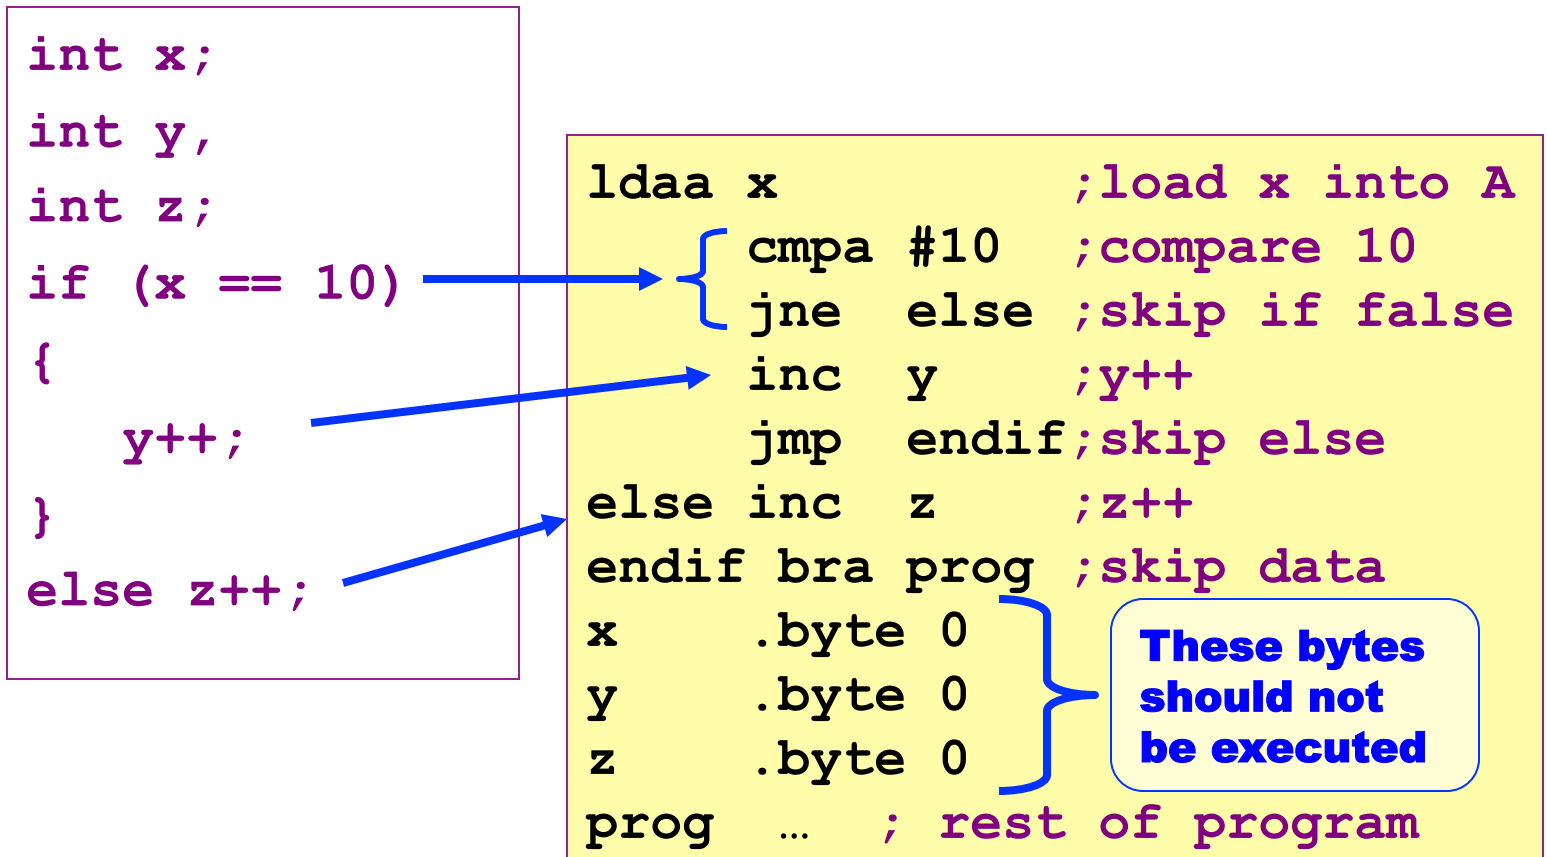 int x;
int y,
int z;
if (x == 10)
{
y++;
}
else z++;
ldaa x ;load x into A
cmpa #10 ;compare 10
jne else ;skip if false
inc y ;y++
jmp endif;skip else
else inc z ;z++
endif bra prog ;skip data
x .byte 0
y .byte 0
z .byte 0
prog … ; rest of program
These bytes
should not
be executed